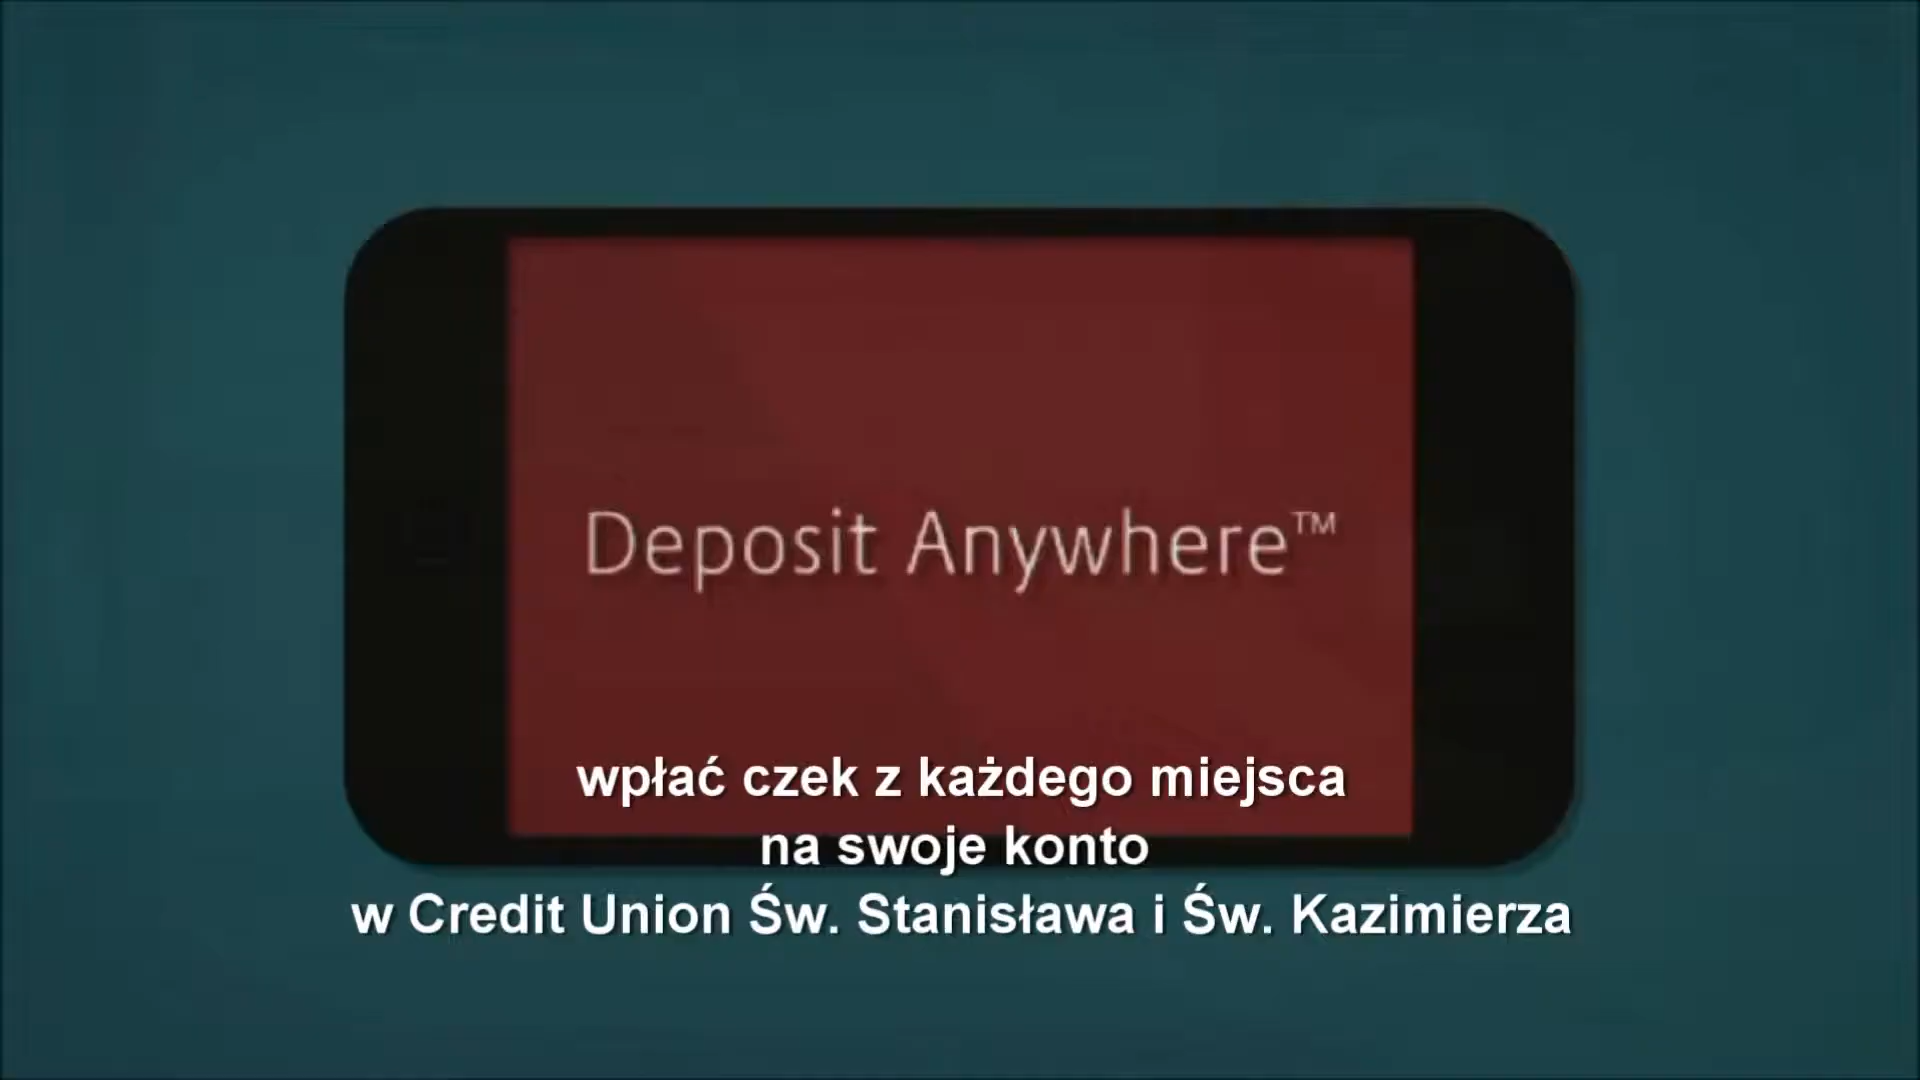 Deposit Anywhere™
wpłać czek z każdego miejsca
na swoje konto
w Credit Union Św. Stanisława i Św. Kazimierza